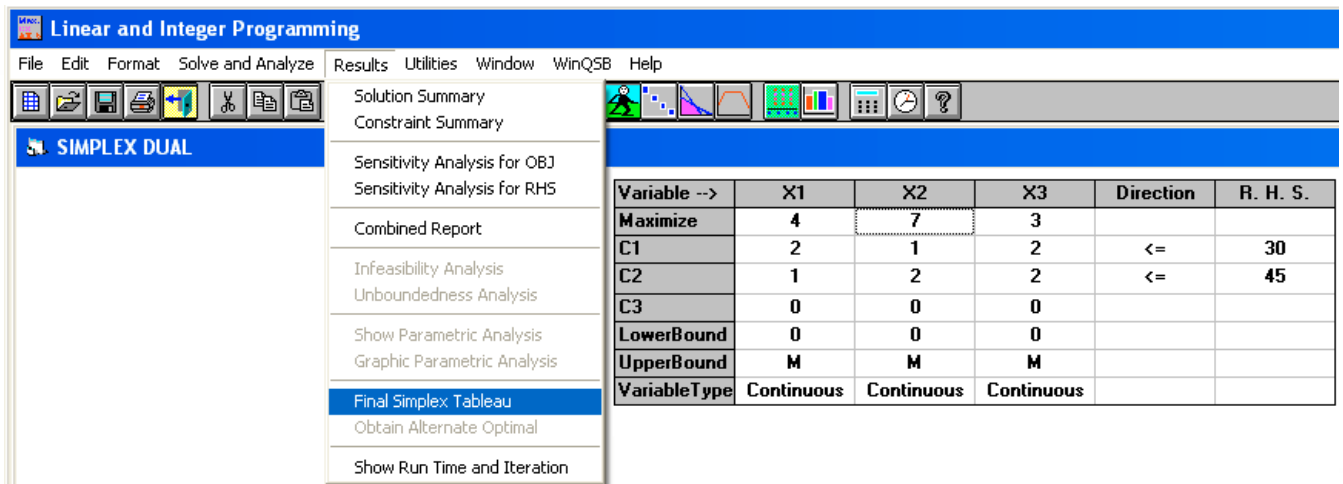 Linear and Integer Programming
File Edit Format Solve and Analyze Results Utilities Window WinQSB Help
SIMPLEX DUAL
Solution Summary
Constraint Summary
Sensitivity Analysis for OBJ
Sensitivity Analysis for RHS
Combined Report
Infeasibility Analysis
Unboundedness Analysis
Show Parametric Analysis
Graphic Parametric Analysis
Final Simplex Tableau
Obtain Alternate Optimal
Show Run Time and Iteration
Variable --> X1 X2 X3 Direction R. H. S.
Maximize 4 7 3
C1 2 1 2 <= 30
C2 1 2 2 <= 45
C3 0 0 0
LowerBound 0 0 0
UpperBound M M M
VariableType Continuous Continuous Continuous